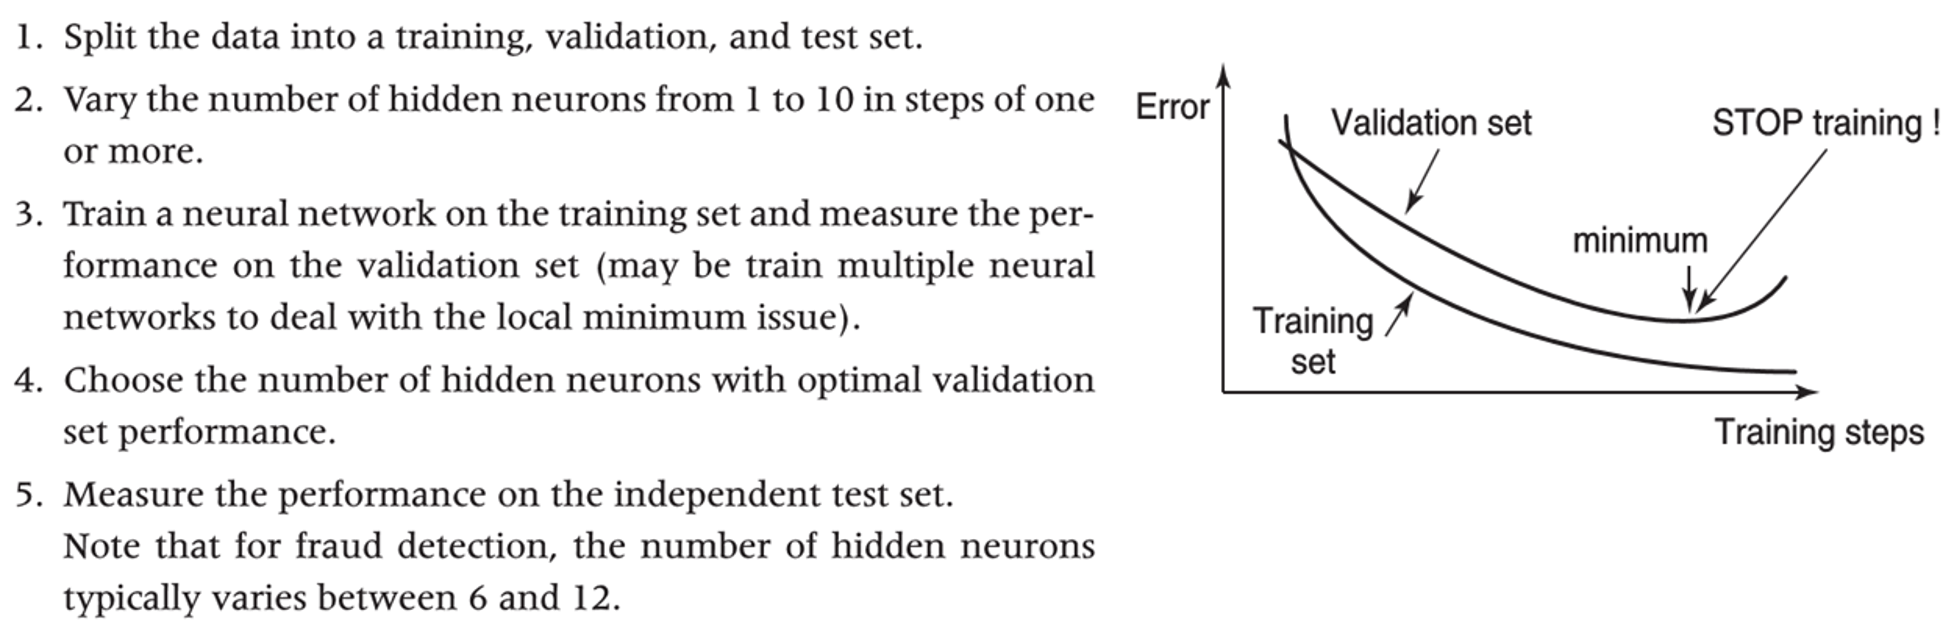 1. Split the data into a training, validation, and test set.
2. Vary the number of hidden neurons from 1 to 10 in steps of one
or more.
3. Train a neural network on the training set and measure the per-
formance on the validation set (may be train multiple neural
networks to deal with the local minimum issue).
4. Choose the number of hidden neurons with optimal validation
set performance.
5. Measure the performance on the independent test set.
Note that for fraud detection, the number of hidden neurons
typically varies between 6 and 12.
Error
Validation set
STOP training !
minimum
Training
set
Training steps